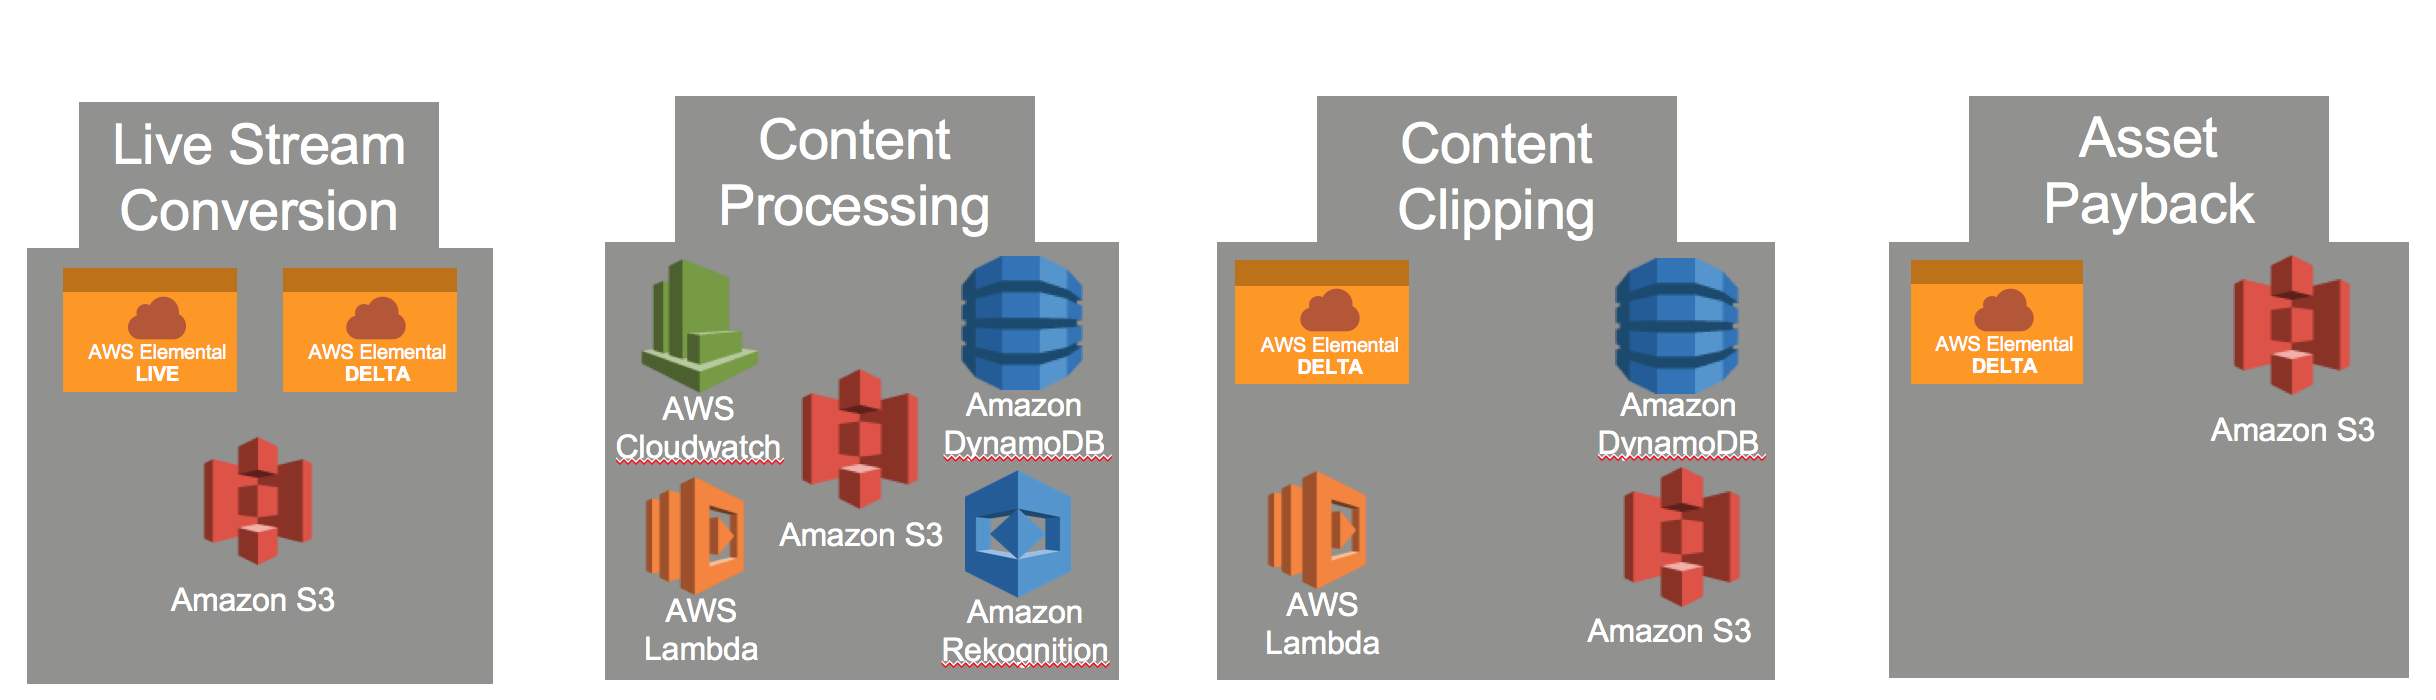 Live Stream
Conversion
AWS Elemental
LIVE
AWS Elemental
DELTA
Amazon S3
Content
Processing
AWS
Cloudwatch
Amazon
DynamoDB
Amazon S3
AWS
Lambda
Amazon
Rekognition
Content
Clipping
AWS Elemental
DELTA
Amazon
DynamoDB
AWS
Lambda
Amazon S3
Asset
Payback
AWS Elemental
DELTA
Amazon S3